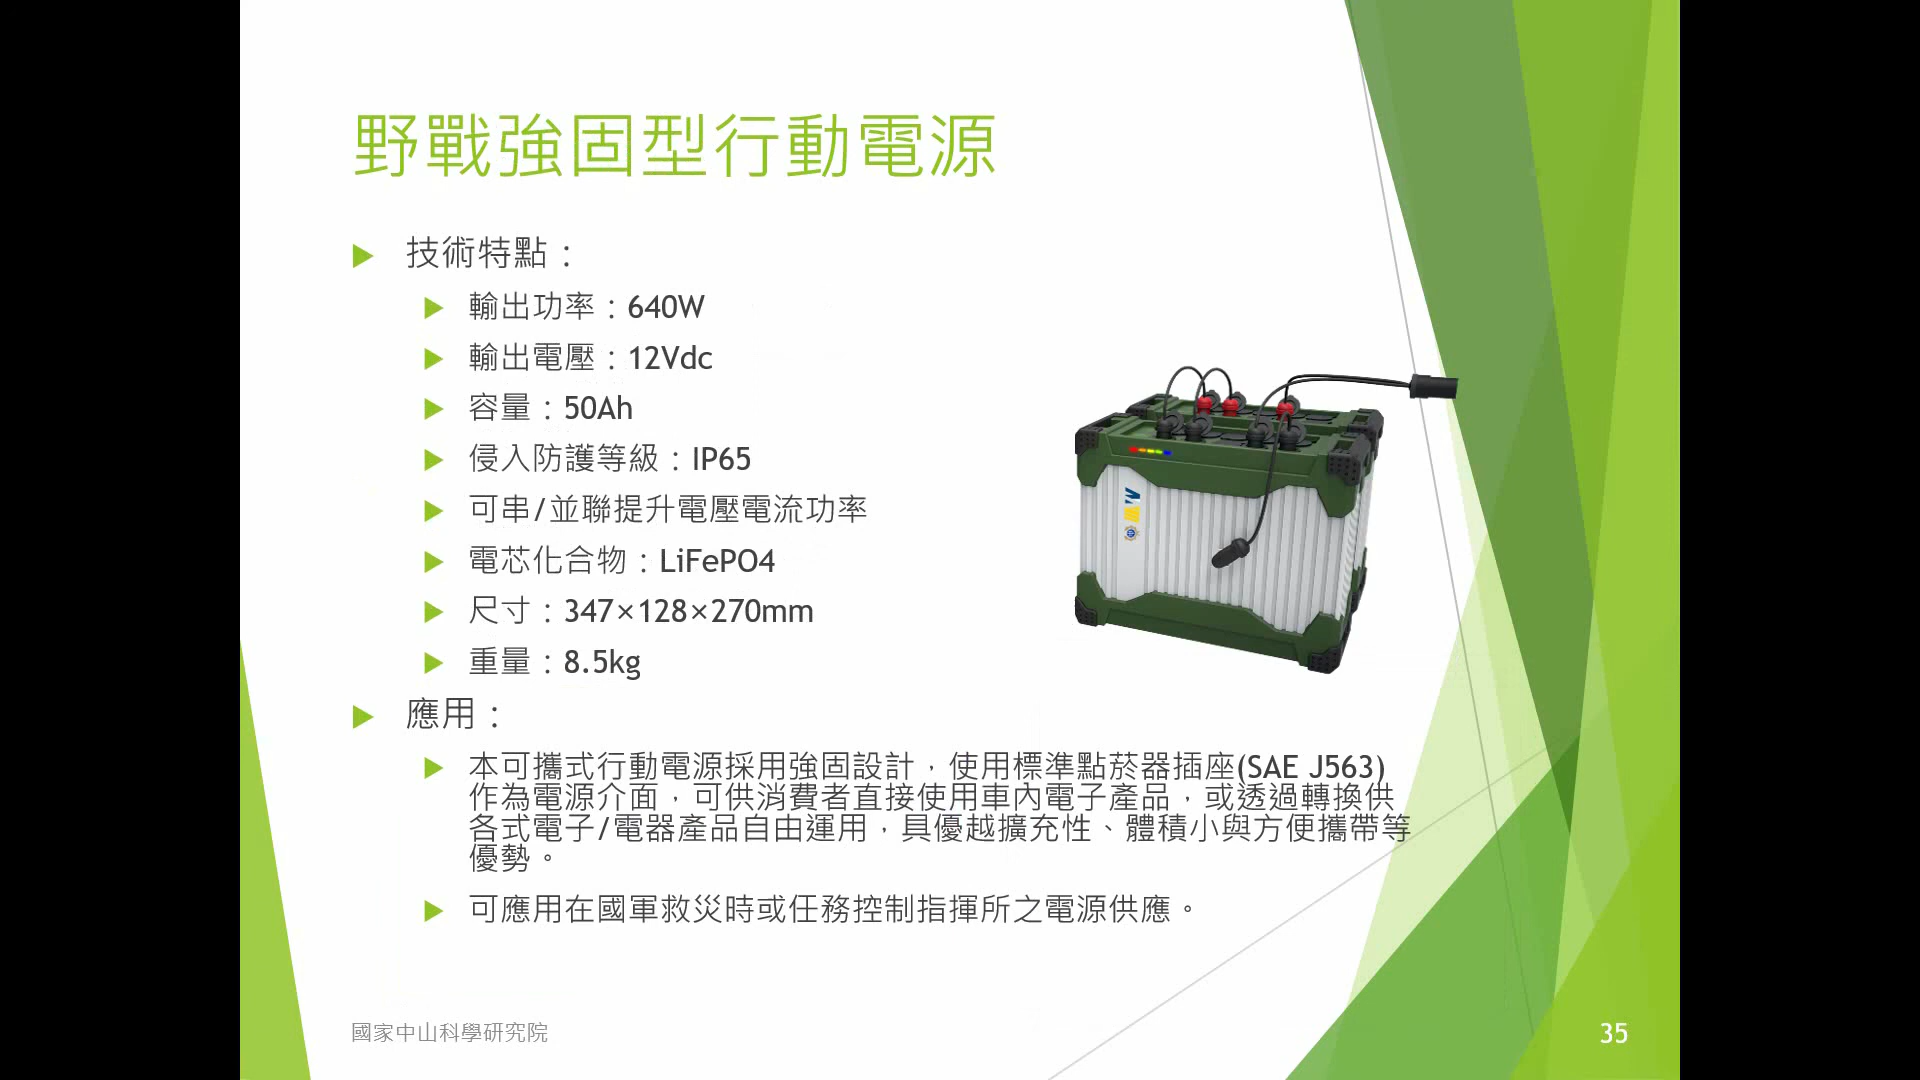 野戰強固型行動電源
技術特點：
輸出功率：640W
輸出電壓：12Vdc
容量：50Ah
侵入防護等級：IP65
可串/並聯提升電壓電流功率
電芯化合物：LiFePO4
尺寸：347×128×270mm
重量：8.5kg
應用：
本可攜式行動電源採用強固設計，使用標準點菸器插座(SAE J563)
作為電源介面，可供消費者直接使用車內電子產品，或透過轉換供
各式電子/電器產品自由運用，具優越擴充性、體積小與方便攜帶等
優勢。
可應用在國軍救災時或任務控制指揮所之電源供應。
國家中山科學研究院
35